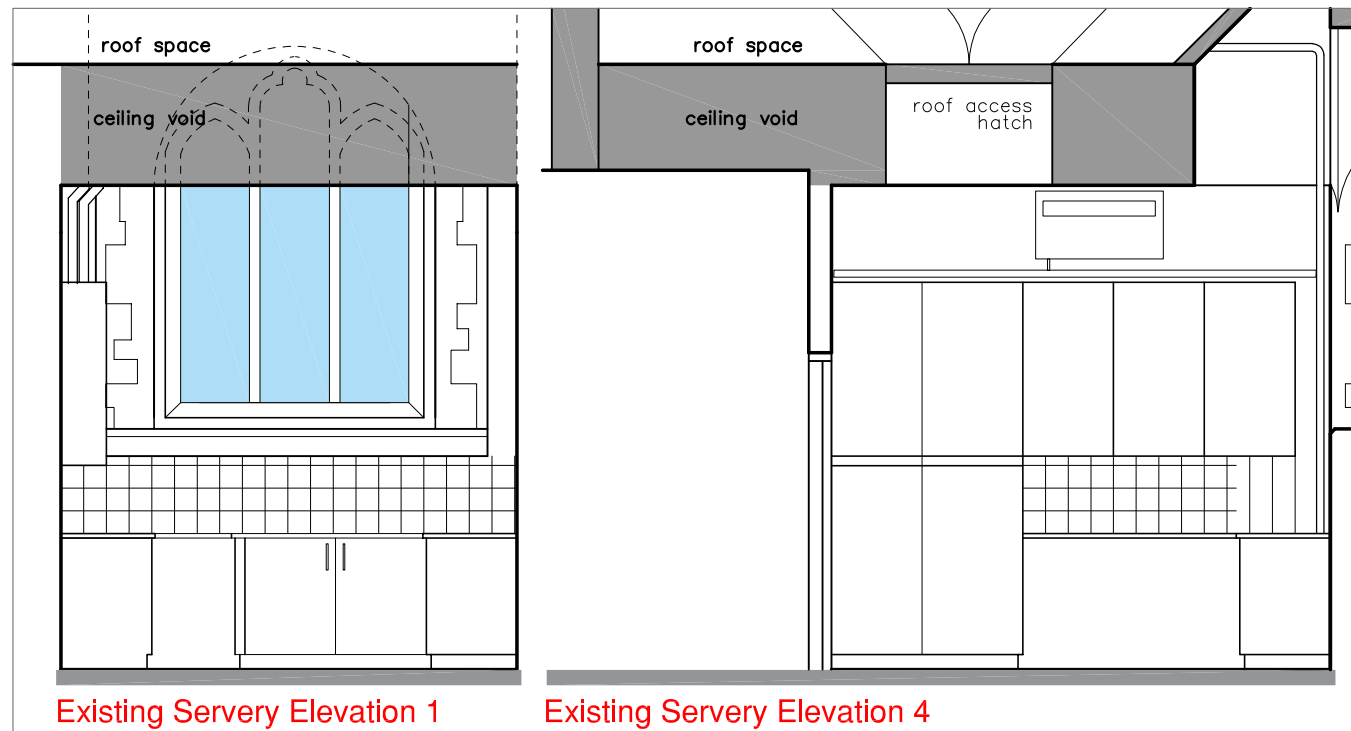 roof space
ceiling void
roof space
ceiling void
roof access
hatch
Existing Servery Elevation 1
Existing Servery Elevation 4